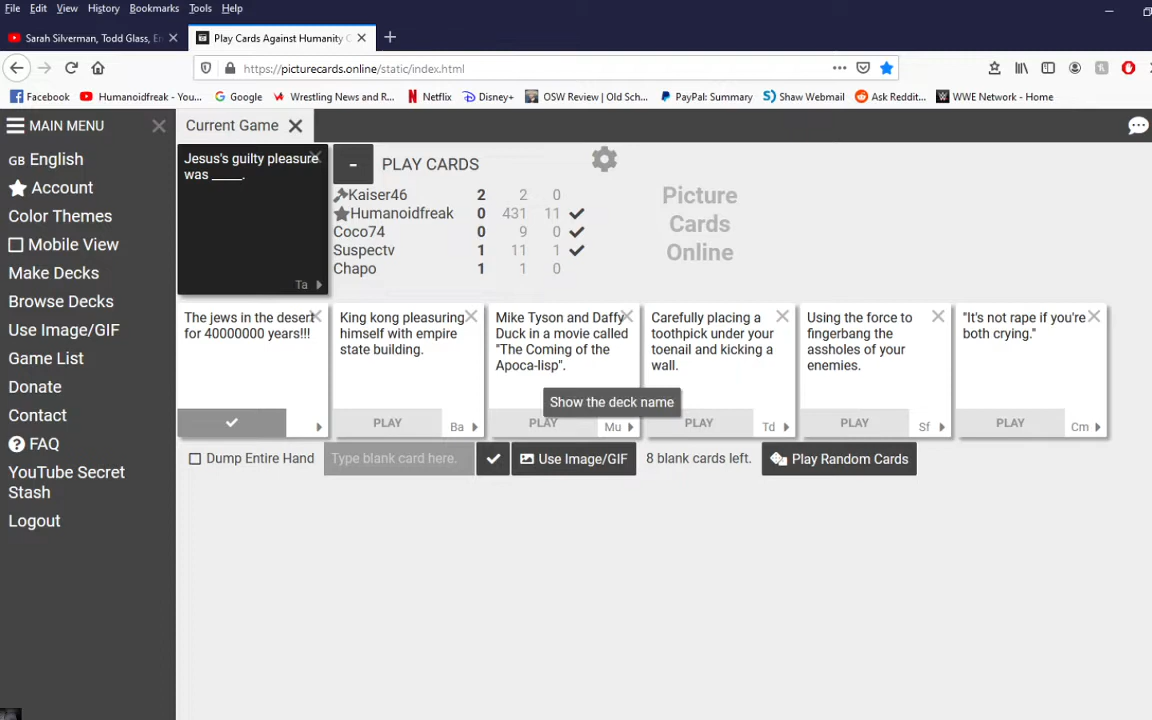 File Edit View History Bookmarks Tools Help
Sarah Silverman, Todd Glass, Er
Play Cards Against Humanity O
https://picturecards.online/static/index.html
Facebook
Humanoidfreak - You...
Google
Wrestling News and R...
Netflix
Disney+
OSW Review | Old Sch...
PayPal: Summary
Shaw Webmail
Ask Reddit...
WWE Network - Home
MAIN MENU
GB English
Account
Color Themes
Mobile View
Make Decks
Browse Decks
Use Image/GIF
Game List
Donate
Contact
FAQ
YouTube Secret
Stash
Logout
Current Game
Jesus's guilty pleasure
was _____.
Ta
- PLAY CARDS
Kaiser46 2 2 0
Humanoidfreak 0 431 11
Coco74 0 9 0
Suspectv 1 11 1
Chapo 1 1 0
Picture
Cards
Online
The jews in the desert
for 40000000 years!!!
King kong pleasuring
himself with empire
state building.
PLAY Ba
Mike Tyson and Daffy
Duck in a movie called
"The Coming of the
Apoca-lisp".
Show the deck name
PLAY Mu
Carefully placing a
toothpick under your
toenail and kicking a
wall.
PLAY Td
Using the force to
fingerbang the
assholes of your
enemies.
PLAY Sf
"It's not rape if you're
both crying."
PLAY Cm
Dump Entire Hand
Type blank card here.
Use Image/GIF
8 blank cards left.
Play Random Cards